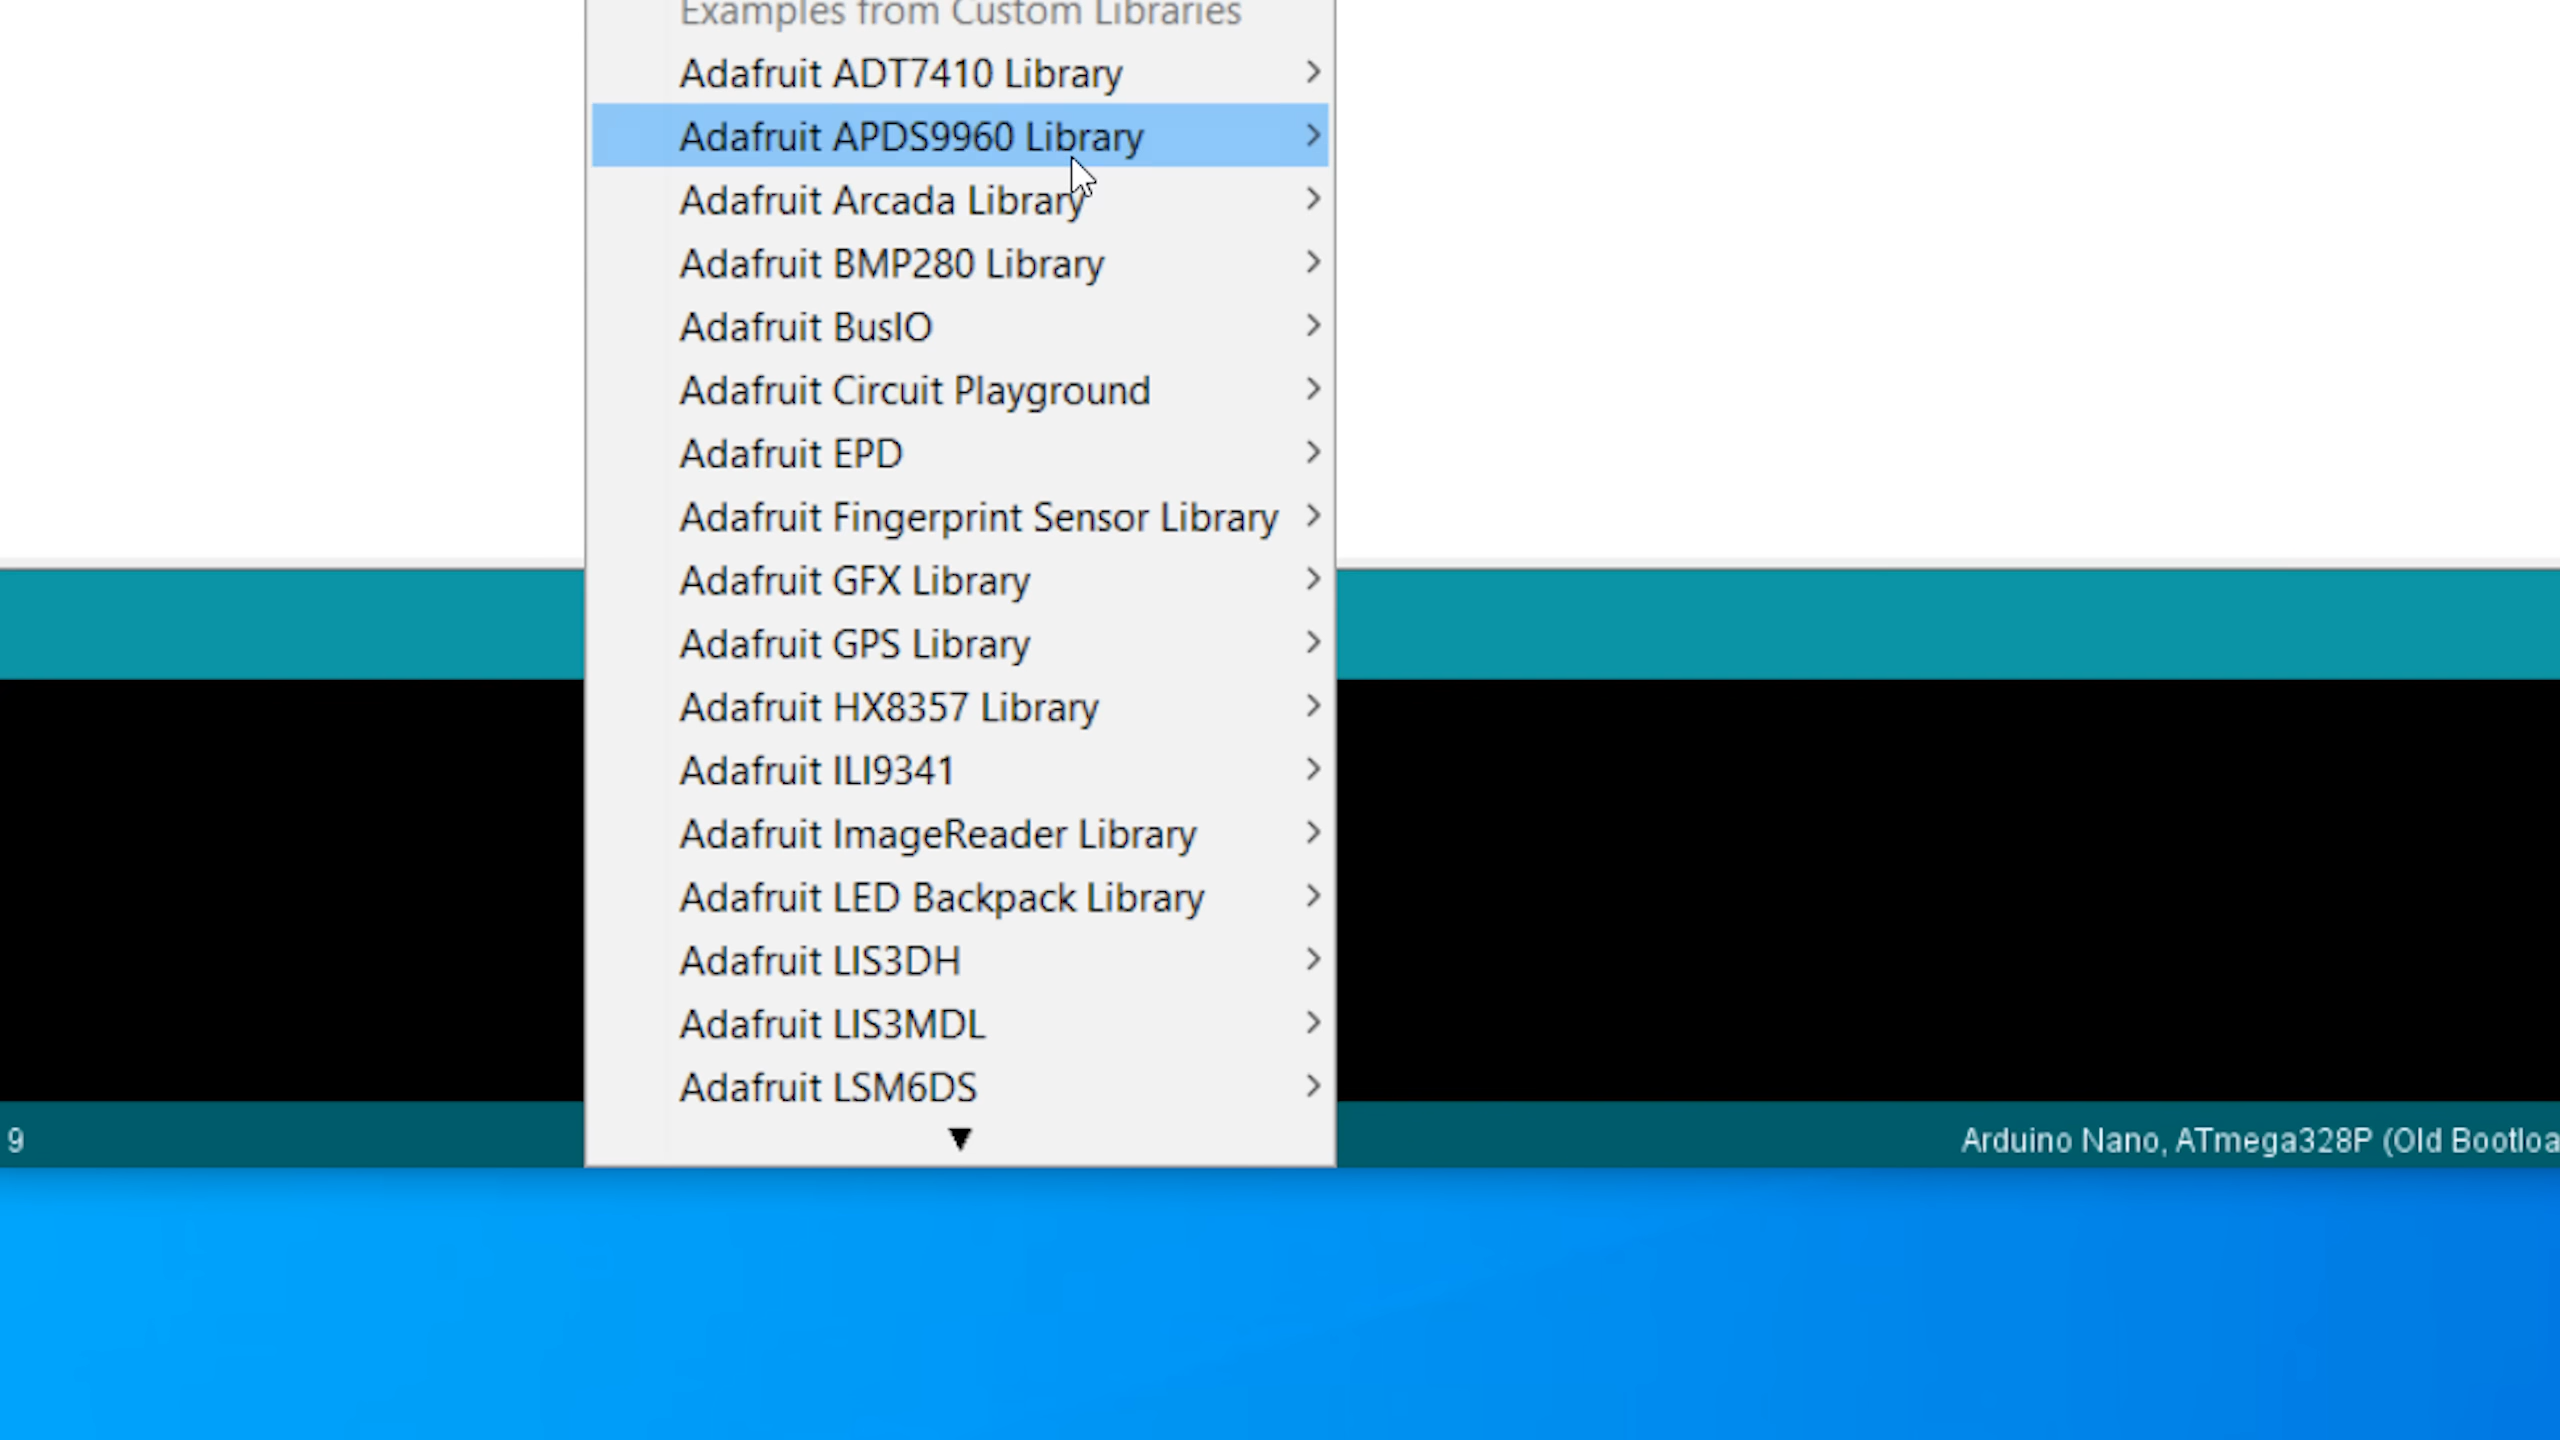 Examples from Custom Libraries
Adafruit ADT7410 Library
Adafruit APDS9960 Library
Adafruit Arcada Library
Adafruit BMP280 Library
Adafruit BusIO
Adafruit Circuit Playground
Adafruit EPD
Adafruit Fingerprint Sensor Library
Adafruit GFX Library
Adafruit GPS Library
Adafruit HX8357 Library
Adafruit ILI9341
Adafruit ImageReader Library
Adafruit LED Backpack Library
Adafruit LIS3DH
Adafruit LIS3MDL
Adafruit LSM6DS
9
Arduino Nano, ATmega328P (Old Bootloa